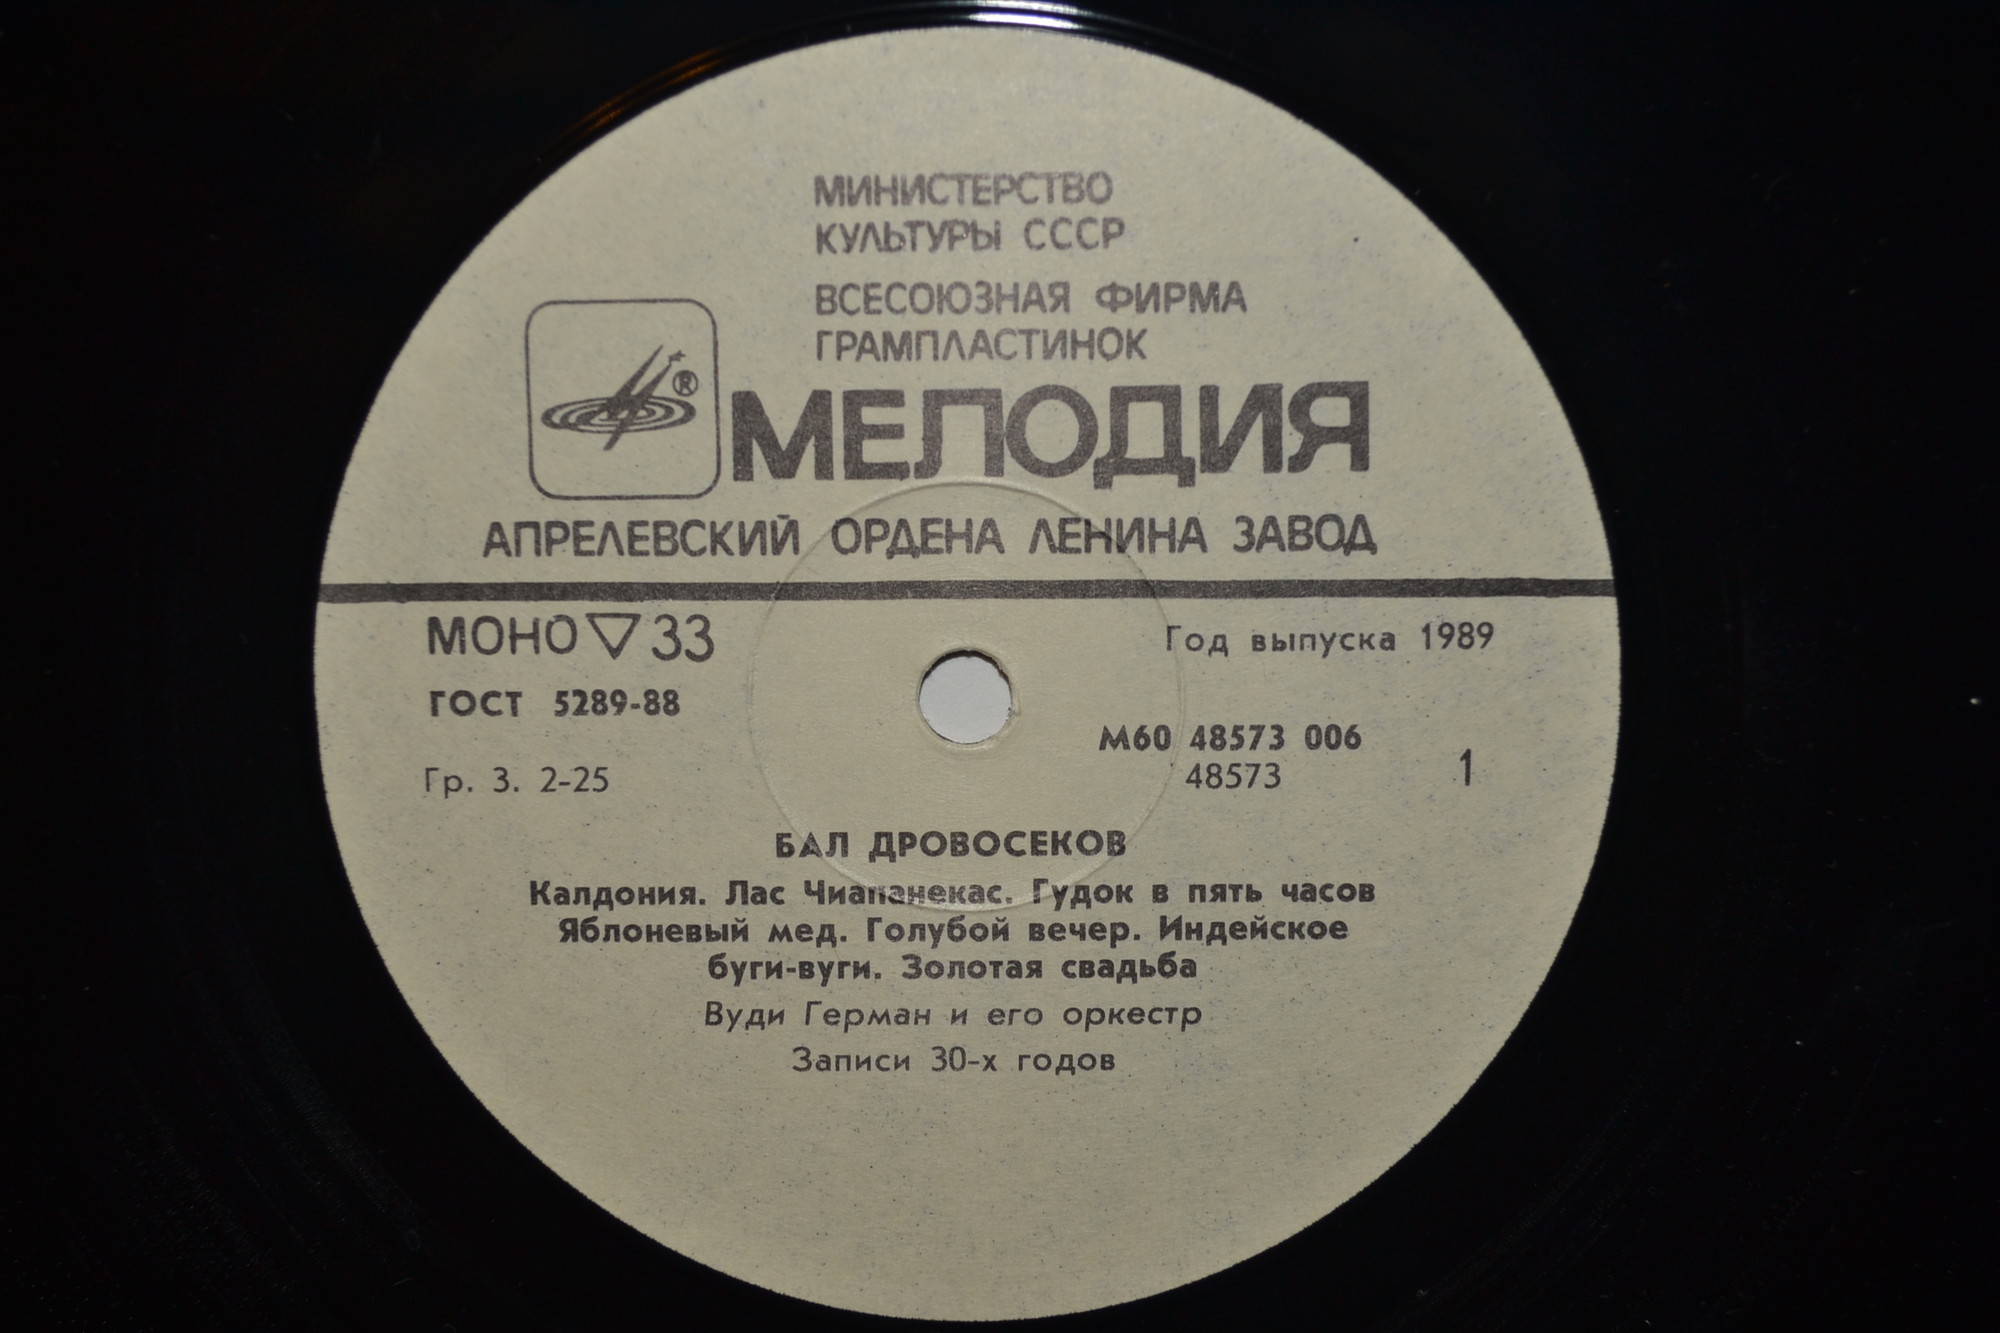 МИНИСТЕРСТВО
КУЛЬТУРЫ СССР
ВСЕСОЮЗНАЯ ФИРМА
ГРАМПЛАСТИНОК
®
МЕЛОДИЯ
АПРЕЛЕВСКИЙ ОРДЕНА ЛЕНИНА ЗАВОД
МОНО ▽ 33
Год выпуска 1989
ГОСТ 5289-88
М60 48573 006
Гр. 3. 2-25
48573
1
БАЛ ДРОВОСЕКОВ
Калдония. Лас Чиапанекас. Гудок в пять часов
Яблоневый мед. Голубой вечер. Индейское
буги-вуги. Золотая свадьба
Вуди Герман и его оркестр
Записи 30-х годов